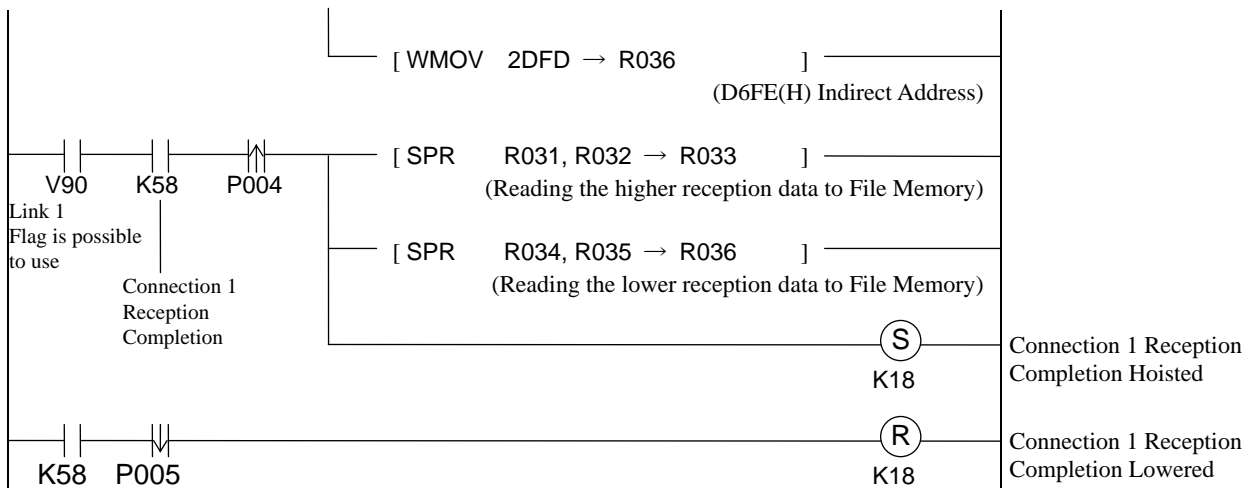 [ WMOV 2DFD → R036 ]
(D6FE(H) Indirect Address)
[ SPR R031, R032 → R033 ]
V90 K58 P004
(Reading the higher reception data to File Memory)
Link 1
Flag is possible
to use
[ SPR R034, R035 → R036 ]
(Reading the lower reception data to File Memory)
Connection 1
Reception
Completion
S
K18
Connection 1 Reception
Completion Hoisted
K58 P005
R
K18
Connection 1 Reception
Completion Lowered